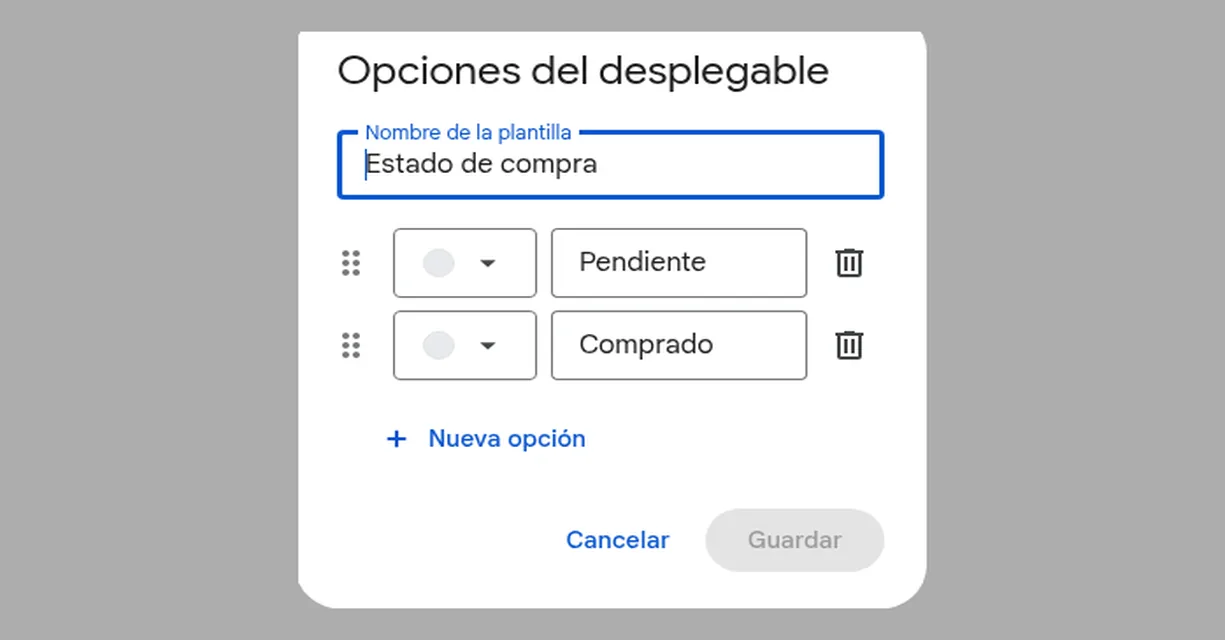 Opciones del desplegable
Nombre de la plantilla
Estado de compra
Pendiente
Comprado
+ Nueva opción
Cancelar Guardar